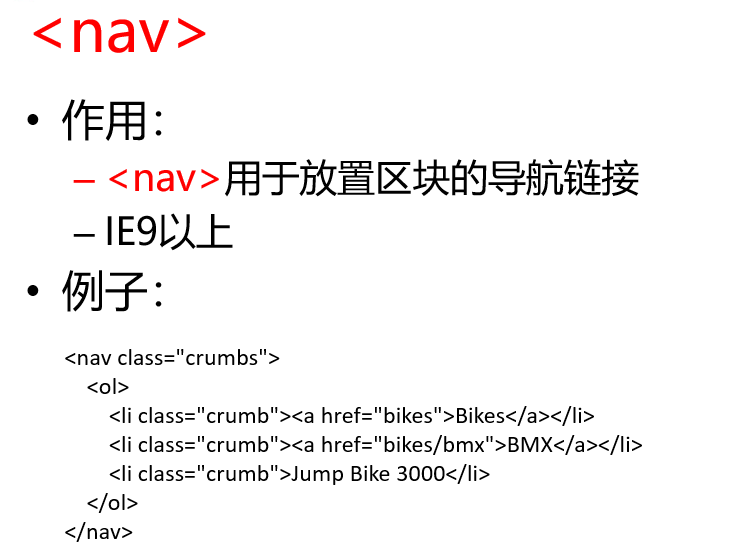 <nav>
• 作用：
– <nav>用于放置区块的导航链接
– IE9以上
• 例子：
<nav class="crumbs">
<ol>
<li class="crumb"><a href="bikes">Bikes</a></li>
<li class="crumb"><a href="bikes/bmx">BMX</a></li>
<li class="crumb">Jump Bike 3000</li>
</ol>
</nav>